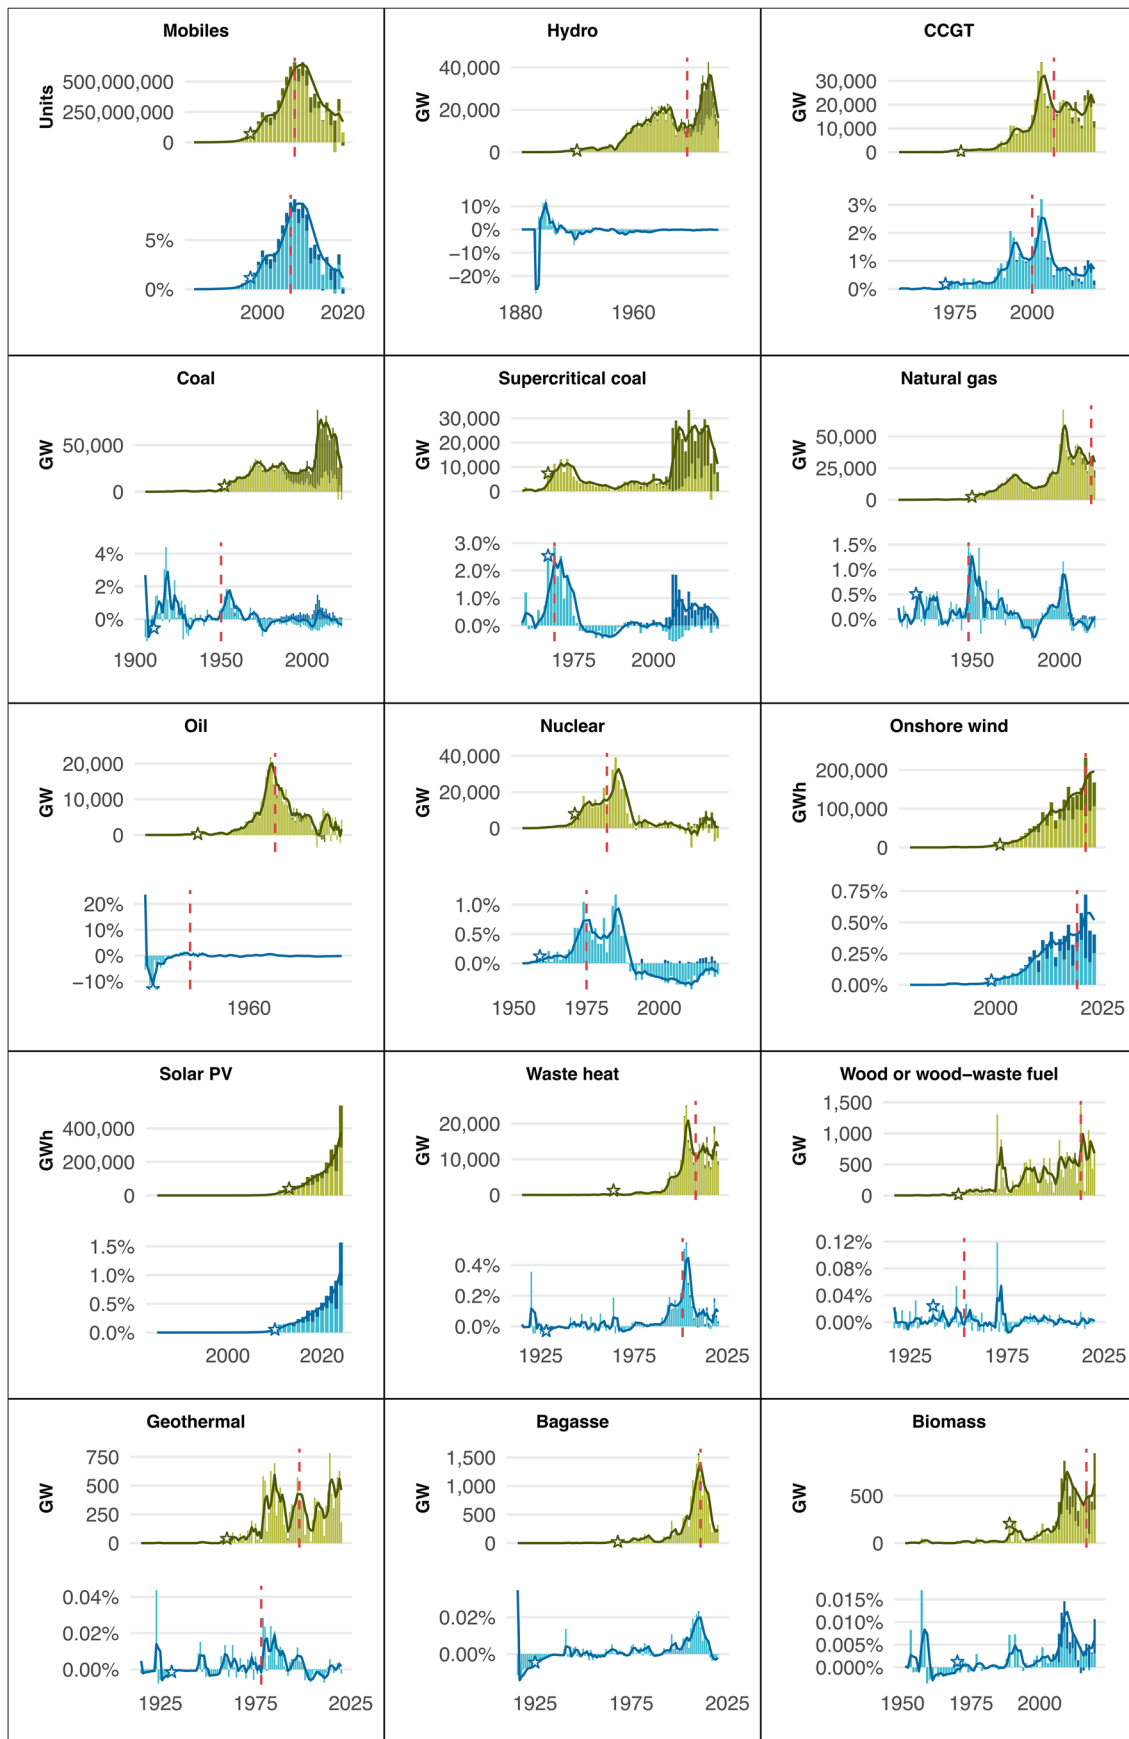 Mobiles
Units
500,000,000
250,000,000
0
5%
0%
2000 2020
Hydro
GW
40,000
20,000
0
10%
0%
−10%
−20%
1880 1960
CCGT
GW
30,000
20,000
10,000
0
3%
2%
1%
0%
1975 2000
Coal
GW
50,000
0
4%
2%
0%
1900 1950 2000
Supercritical coal
GW
30,000
20,000
10,000
0
3.0%
2.0%
1.0%
0.0%
1975 2000
Natural gas
GW
50,000
25,000
0
1.5%
1.0%
0.5%
0.0%
1950 2000
Oil
GW
20,000
10,000
0
20%
10%
0%
−10%
1960
Nuclear
GW
40,000
20,000
0
1.0%
0.5%
0.0%
1950 1975 2000
Onshore wind
GWh
200,000
100,000
0
0.75%
0.50%
0.25%
0.00%
2000 2025
Solar PV
GWh
400,000
200,000
0
1.5%
1.0%
0.5%
0.0%
2000 2020
Waste heat
GW
20,000
10,000
0
0.4%
0.2%
0.0%
1925 1975 2025
Wood or wood−waste fuel
GW
1,500
1,000
500
0
0.12%
0.08%
0.04%
0.00%
1925 1975 2025
Geothermal
GW
750
500
250
0
0.04%
0.02%
0.00%
1925 1975 2025
Bagasse
GW
1,500
1,000
500
0
0.02%
0.00%
1925 1975 2025
Biomass
GW
500
0
0.015%
0.010%
0.005%
0.000%
1950 1975 2000